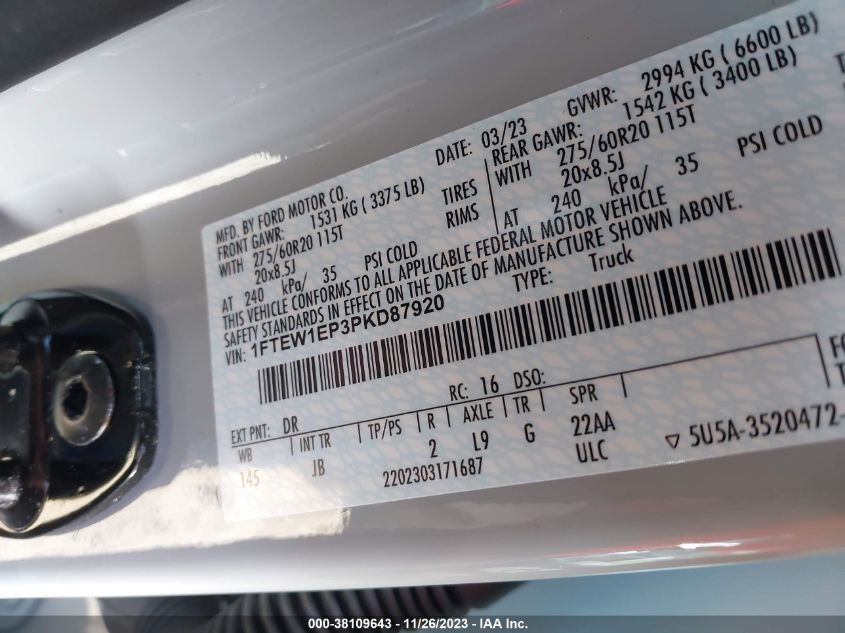 MFD. BY FORD MOTOR CO.
DATE: 03/23
GVWR: 2994 KG ( 6600 LB)
FRONT GAWR: 1531 KG ( 3375 LB)
REAR GAWR: 1542 KG ( 3400 LB)
WITH 275/60R20 115T
TIRES
WITH 275/60R20 115T
20x8.5J
RIMS
20x8.5J
AT 240 kPa/ 35 PSI COLD
AT 240 kPa/ 35 PSI COLD
THIS VEHICLE CONFORMS TO ALL APPLICABLE FEDERAL MOTOR VEHICLE
SAFETY STANDARDS IN EFFECT ON THE DATE OF MANUFACTURE SHOWN ABOVE.
VIN: 1FTEW1EP3PKD87920
TYPE: Truck
EXT PNT: DR
RC: 16 DSO:
WB INT TR TP/PS R AXLE TR SPR
145 JB 2 L9 G 22AA
2202303171687
ULC
5U5A-3520472-
000-38109643 - 11/26/2023 - IAA Inc.